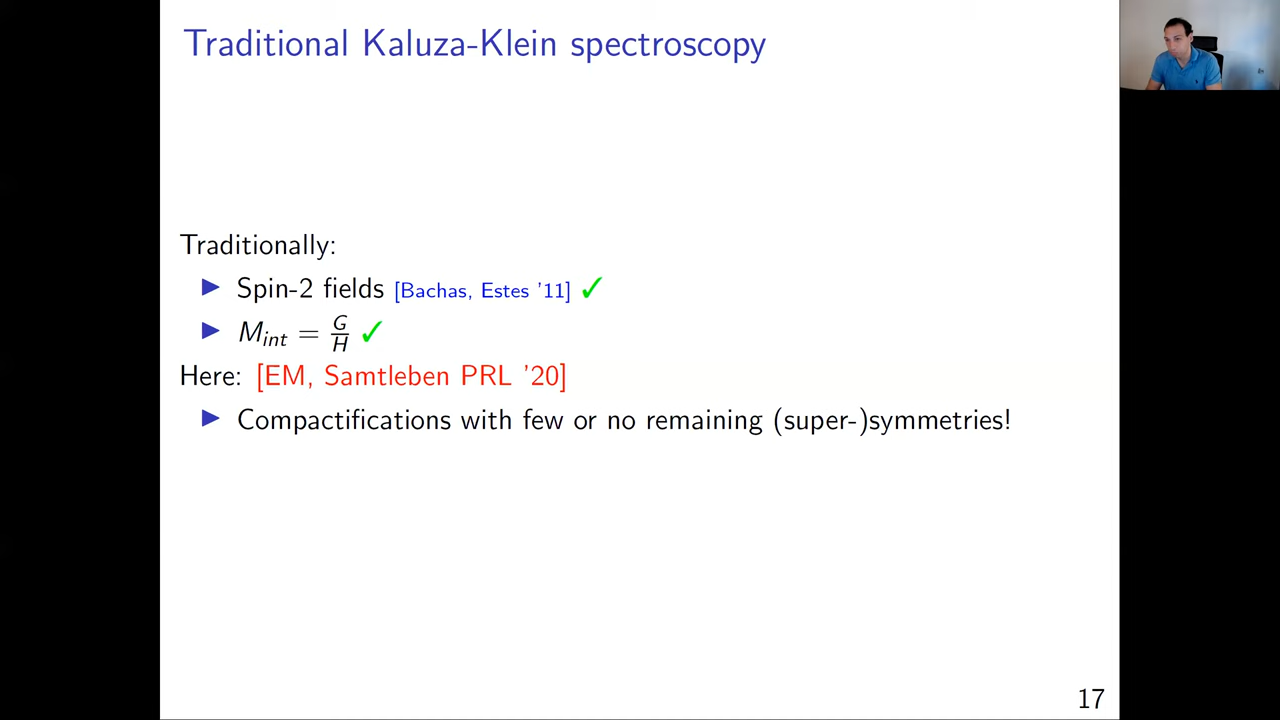 Traditional Kaluza-Klein spectroscopy
Traditionally:
▶ Spin-2 fields [Bachas, Estes '11] ✓
▶ M_int = G/H ✓
Here: [EM, Samtleben PRL '20]
▶ Compactifications with few or no remaining (super-)symmetries!
17